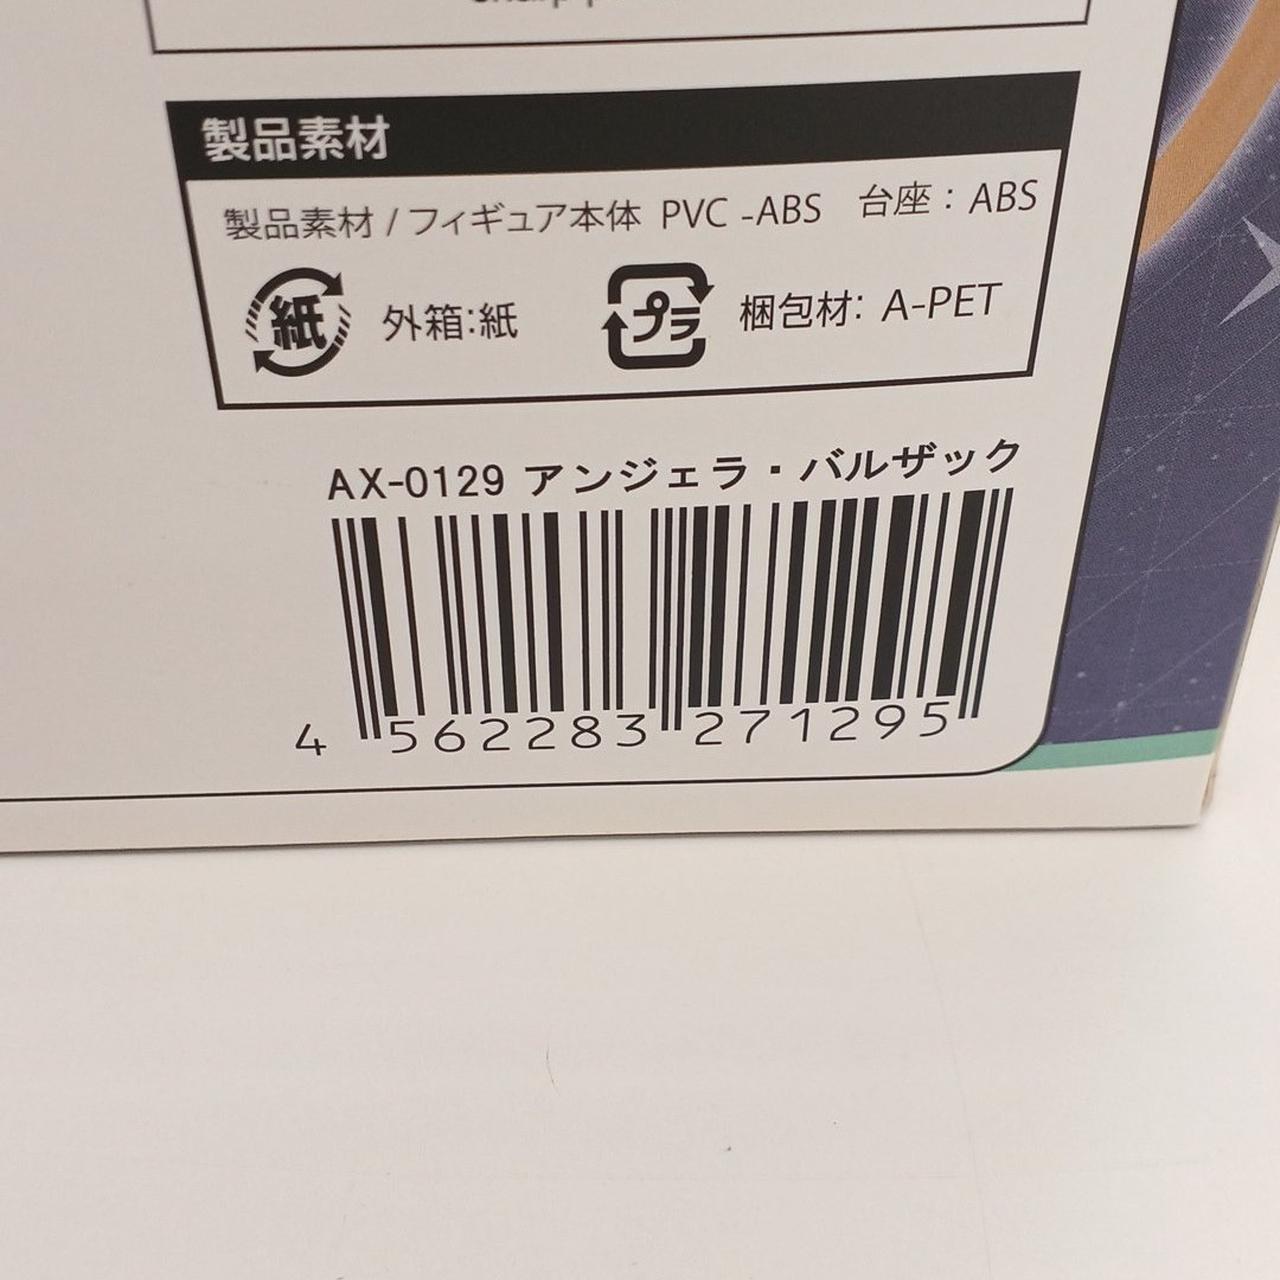 製品素材
製品素材 / フィギュア本体 PVC -ABS 台座：ABS
紙 外箱:紙 プラ 梱包材: A-PET
AX-0129 アンジェラ・バルザック
4 562283 271295